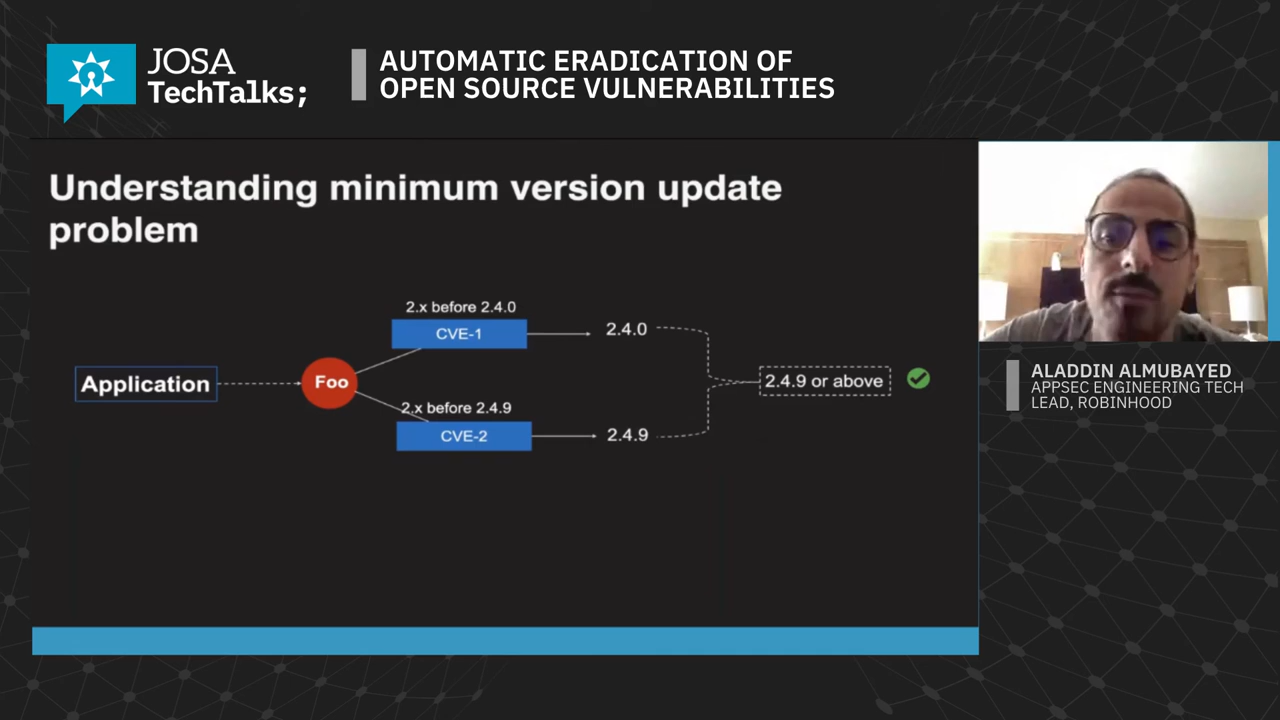 JOSA
TechTalks;
AUTOMATIC ERADICATION OF
OPEN SOURCE VULNERABILITIES
Understanding minimum version update
problem
2.x before 2.4.0
CVE-1
2.4.0
Application
Foo
2.4.9 or above
2.x before 2.4.9
CVE-2
2.4.9
ALADDIN ALMUBAYED
APPSEC ENGINEERING TECH
LEAD, ROBINHOOD